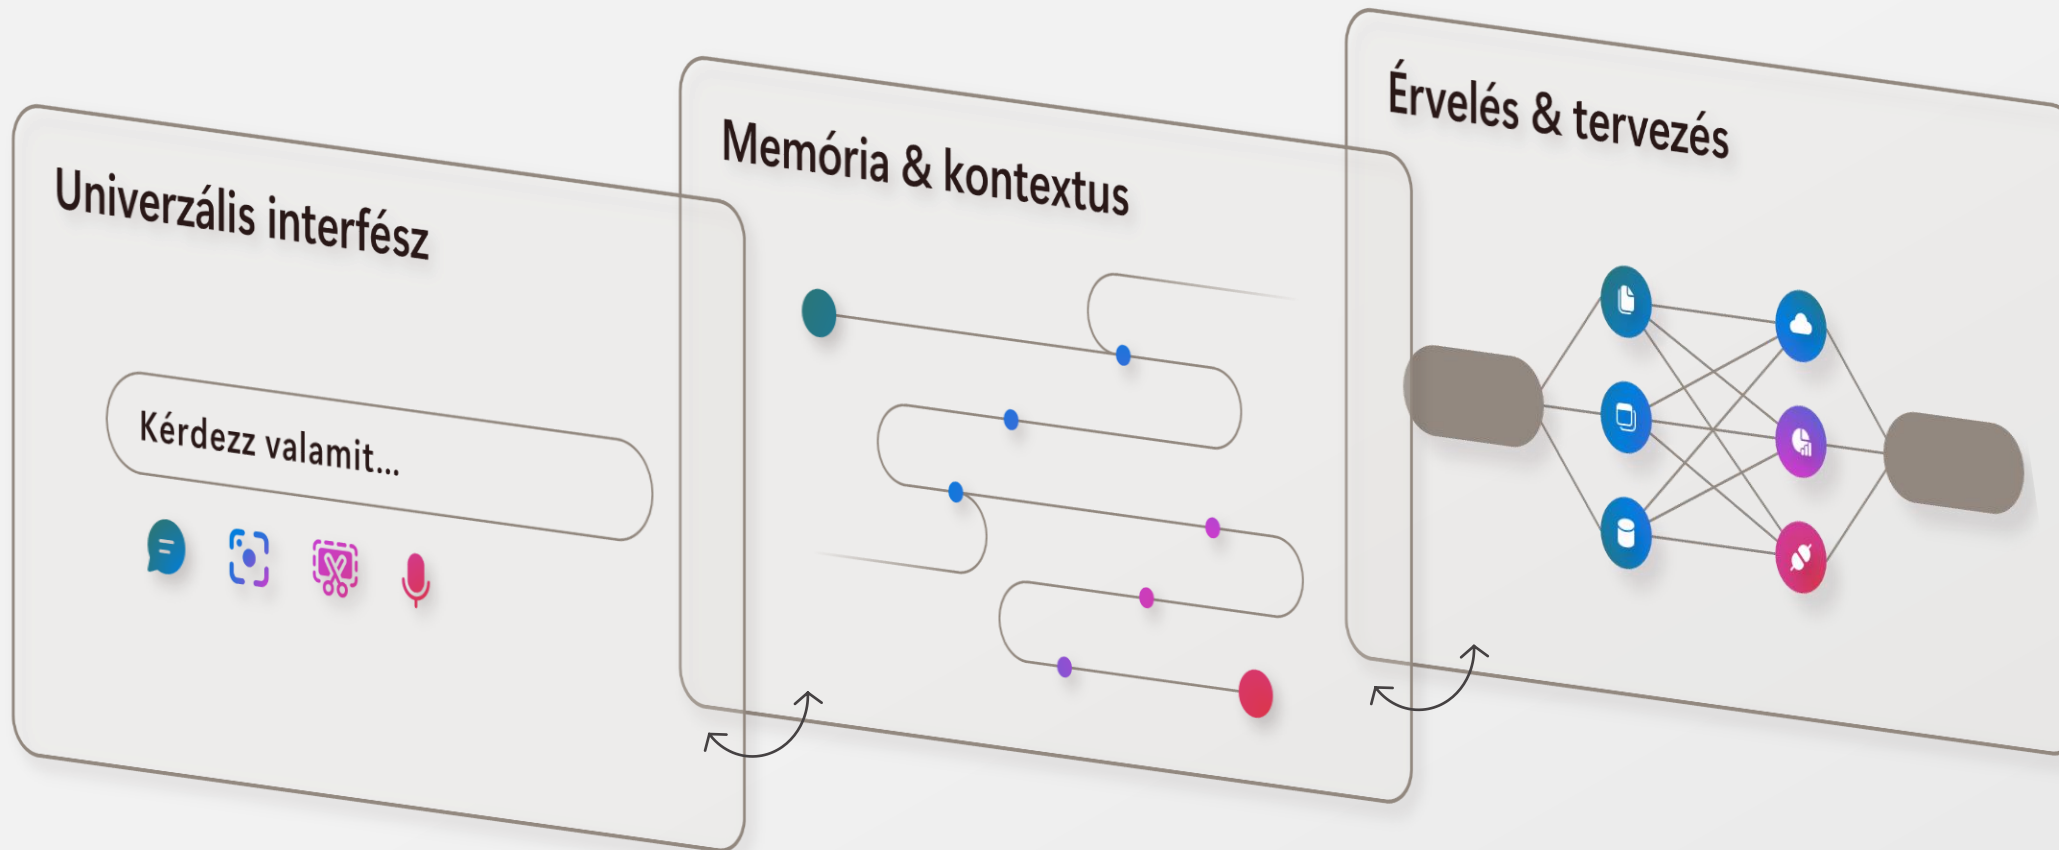 Univerzális interfész
Kérdezz valamit...
Memória & kontextus
Érvelés & tervezés